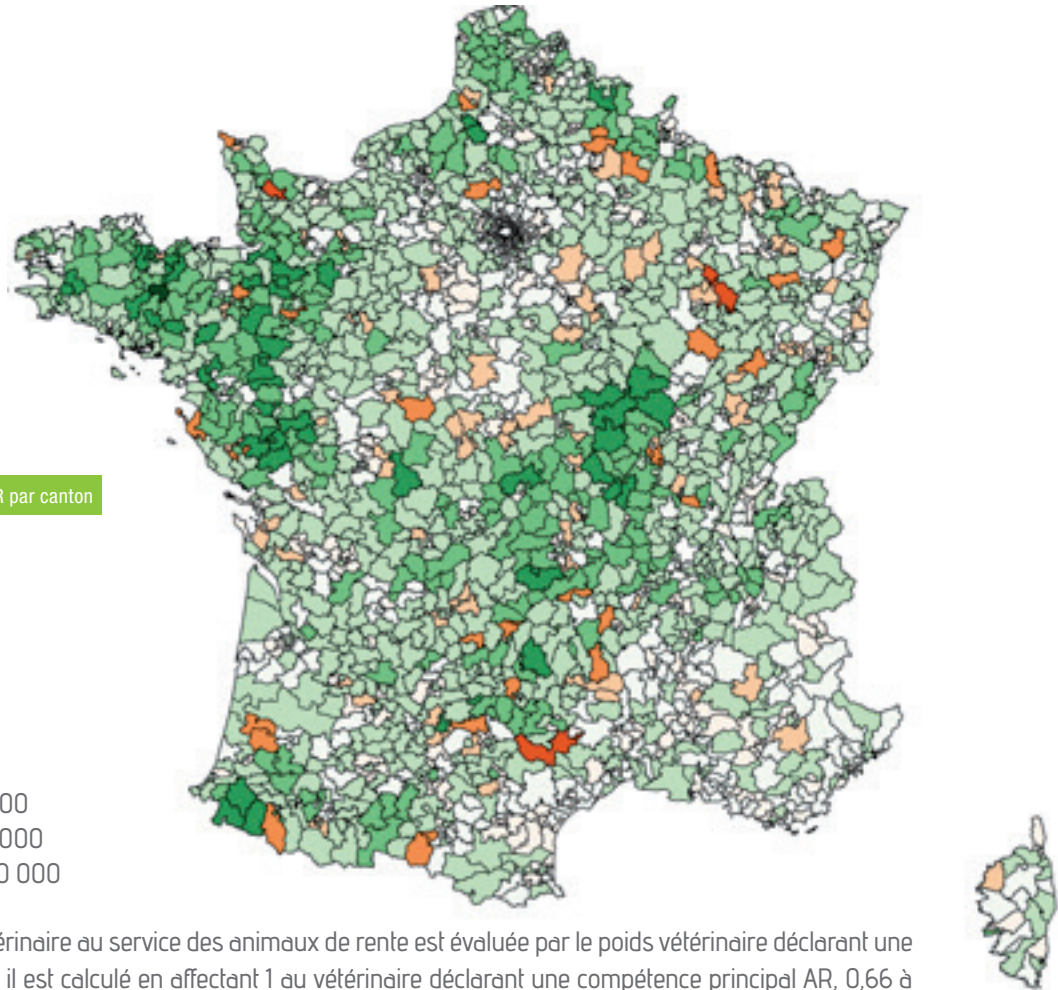 R par canton
00
000
0 000
érinaire au service des animaux de rente est évaluée par le poids vétérinaire déclarant une
il est calculé en affectant 1 au vétérinaire déclarant une compétence principal AR, 0,66 à